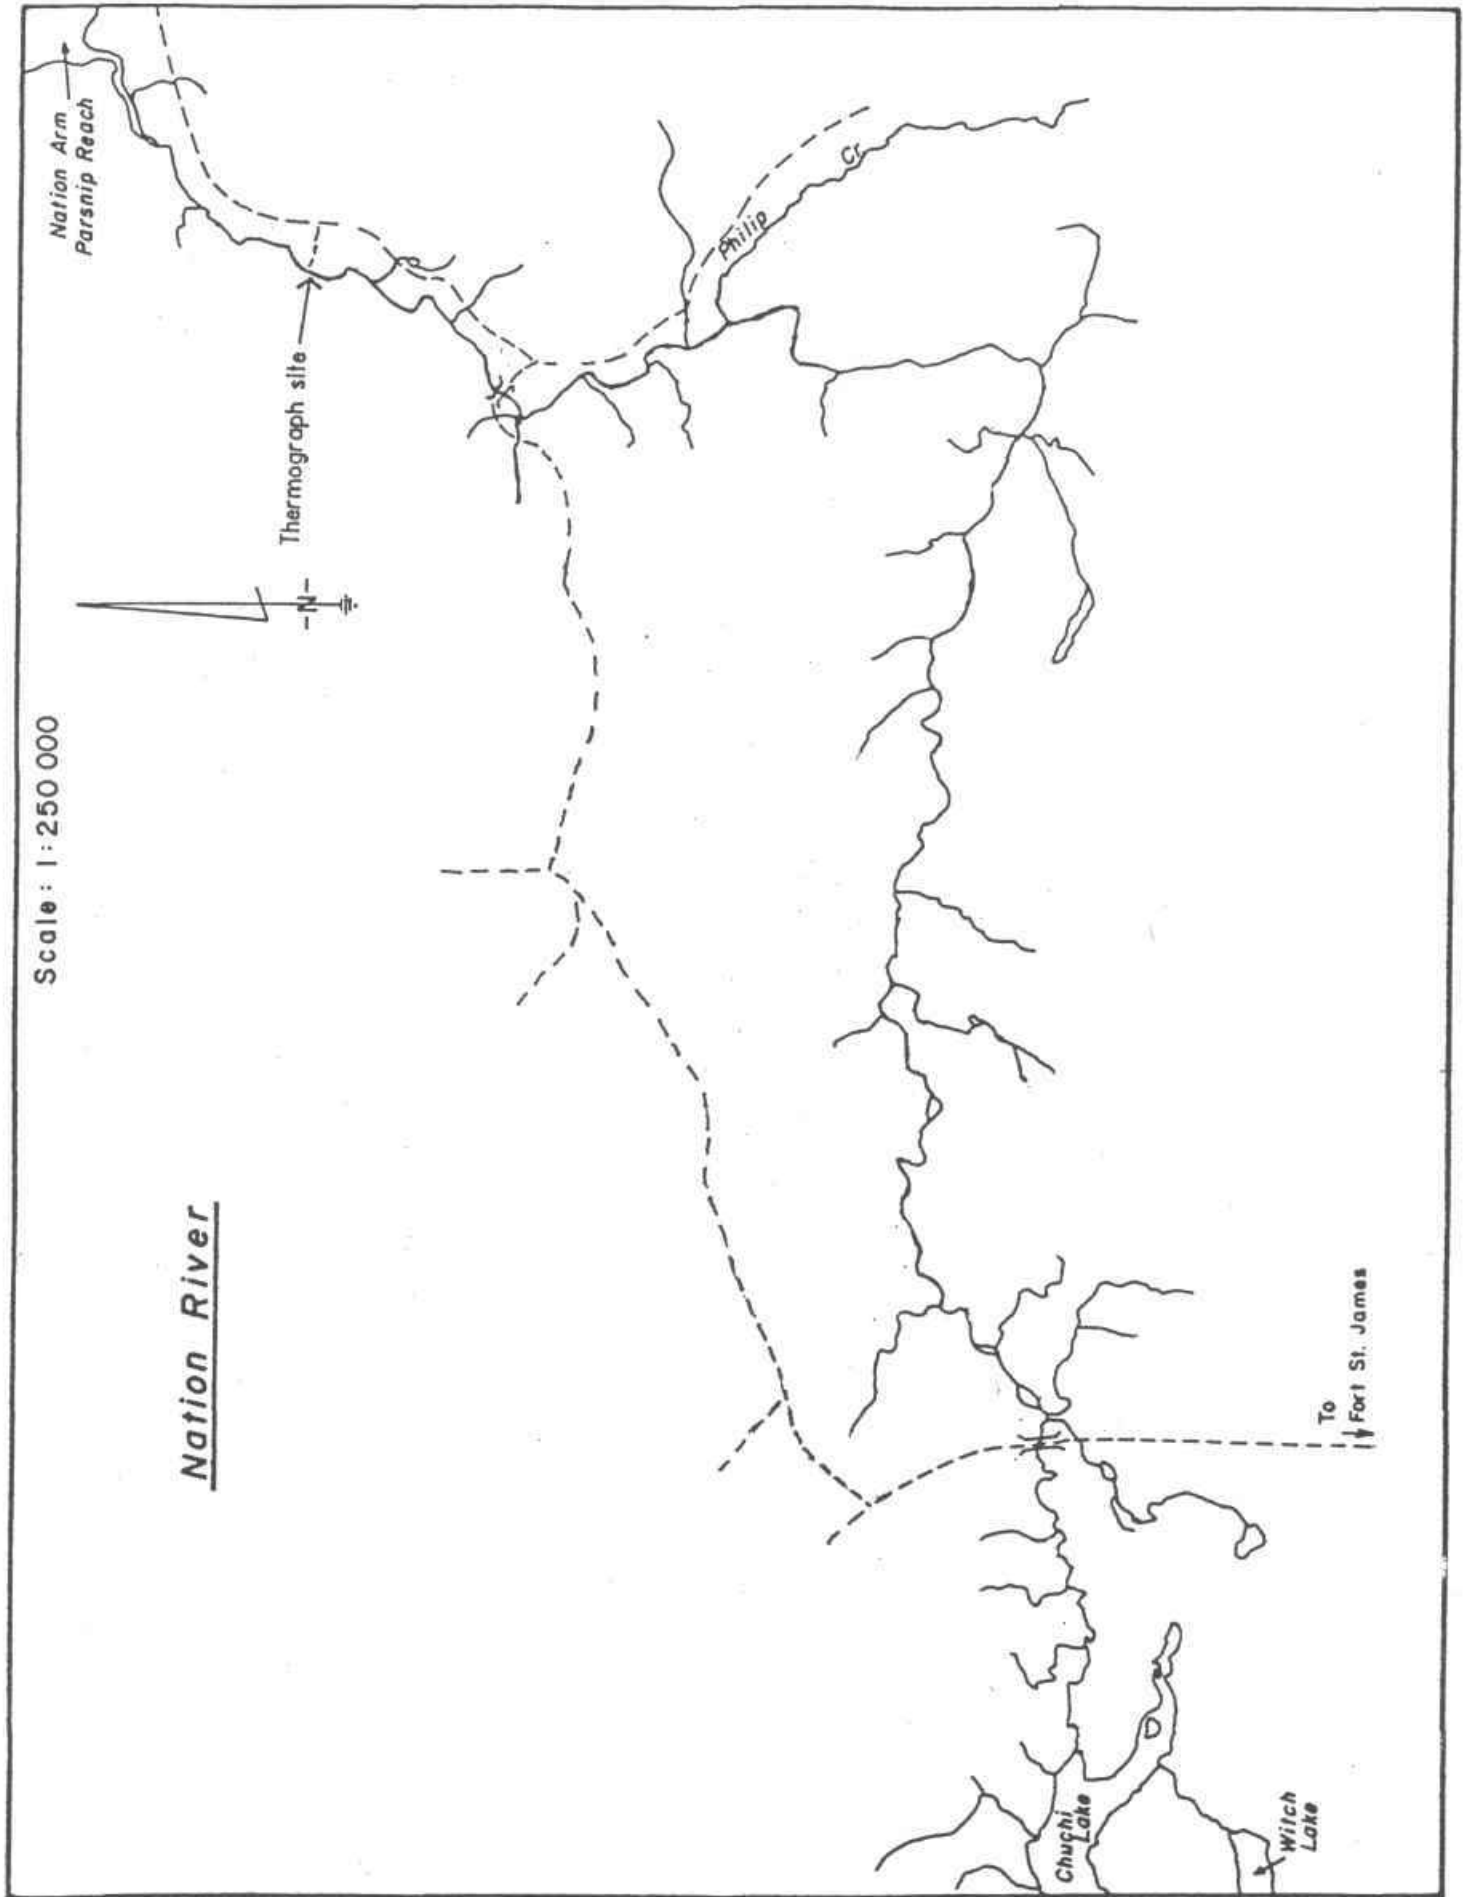 Nation River
Scale: 1:250 000
-N-
Thermograph site
Nation Arm
Parsnip Reach
Philip
Cr.
To
Fort St. James
Chuchi
Lake
Witch
Lake